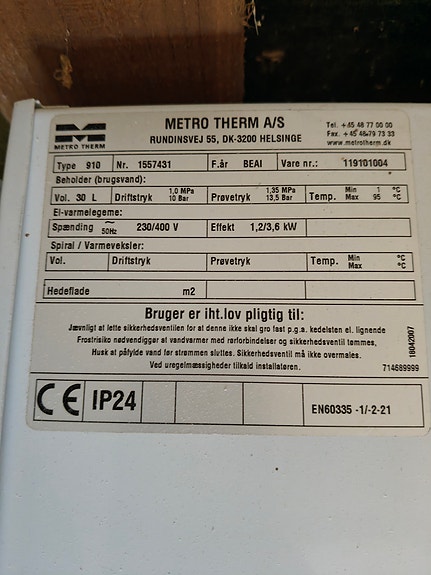 METRO THERM
METRO THERM A/S
RUNDINSVEJ 55, DK-3200 HELSINGE
Tel. +45 48 77 00 00
Fax. +45 48 79 73 33
www.metrotherm.dk
Type 910 Nr. 1557431 F.år BEAI Vare nr.: 119101004
Beholder (brugsvand):
Vol. 30 L Driftstryk 1,0 MPa 10 Bar Prøvetryk 1,35 MPa 13,5 Bar Temp. Min 1 °C Max 95 °C
El-varmelegeme:
Spænding ~ 50Hz 230/400 V Effekt 1,2/3,6 kW
Spiral / Varmeveksler:
Vol. Driftstryk Prøvetryk Temp. Min °C Max °C
Hedeflade m2
Bruger er iht.lov pligtig til:
Jævnligt at lette sikkerhedsventilen for at denne ikke skal gro fast p.g.a. kedelsten el. lignende
Frostrisiko nødvendiggør at vandvarmer med rørforbindelser og sikkerhedsventil tømmes,
Husk at påfylde vand før strømmen sluttes. Sikkerhedsventil må ikke overmales.
Ved uregelmæssigheder tilkald installatøren.
18042007
714689999
CE IP24 EN60335 -1/-2-21